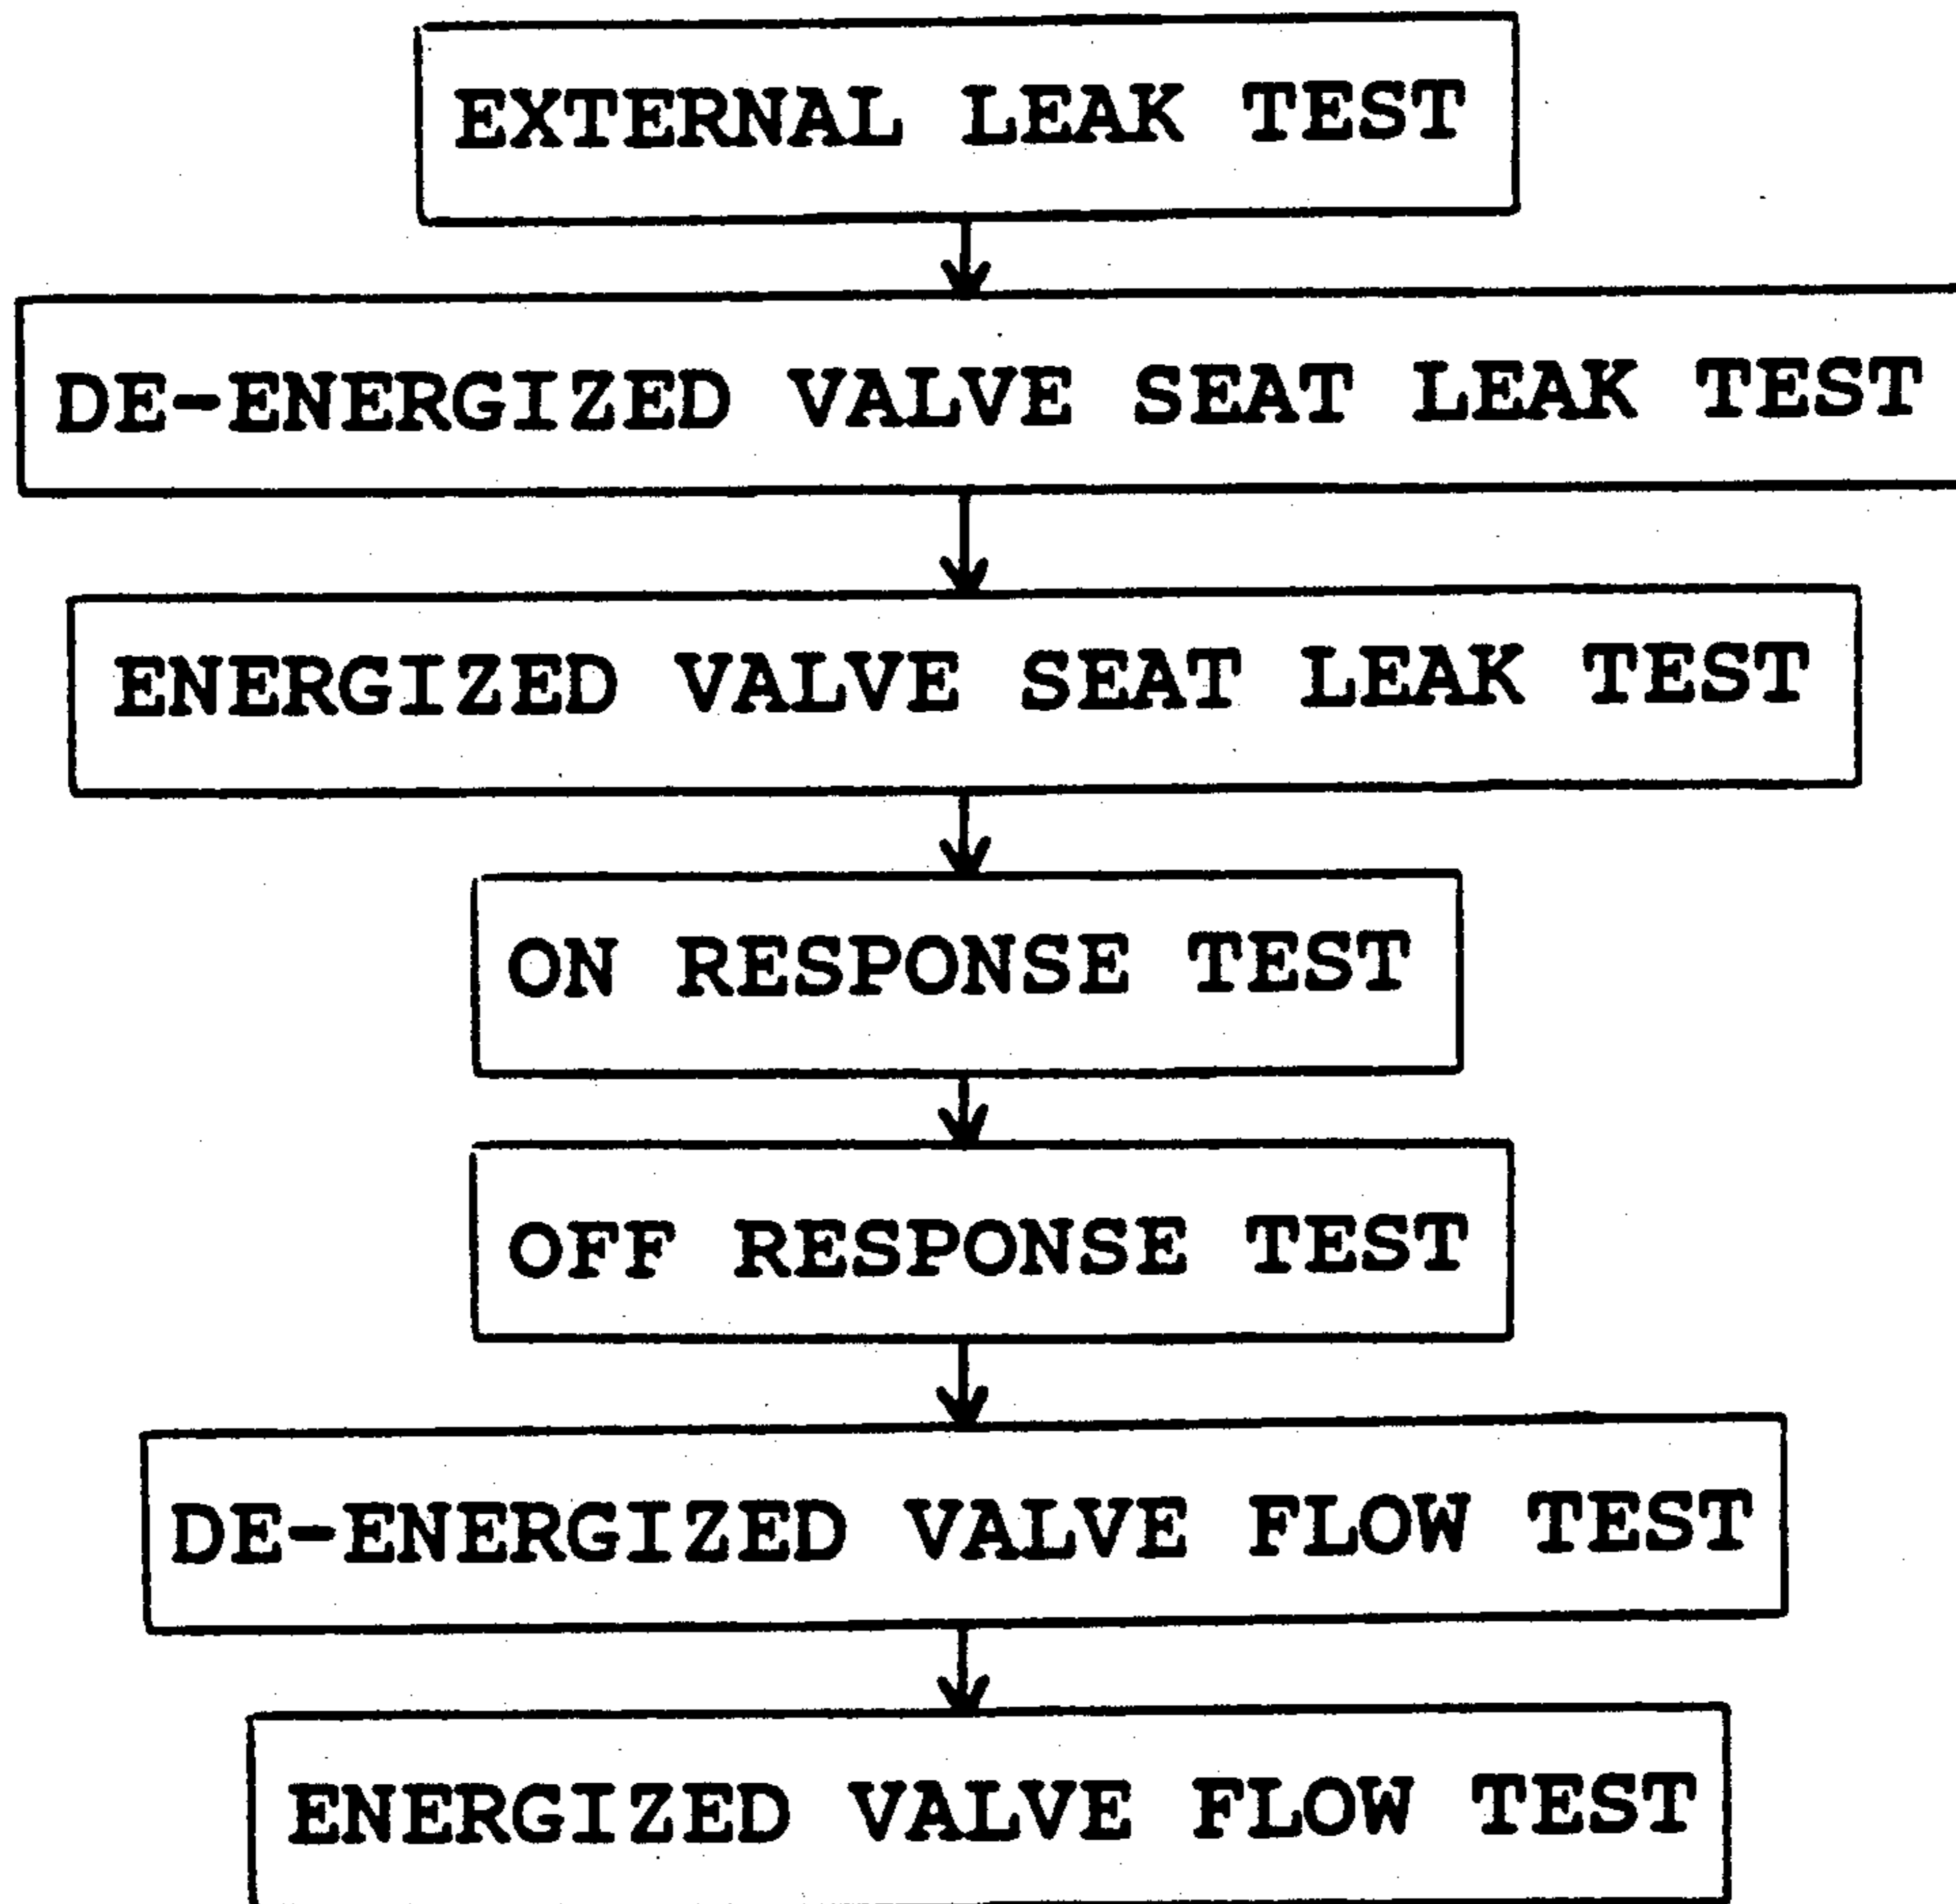 EXTERNAL LEAK TEST
DE-ENERGIZED VALVE SEAT LEAK TEST
ENERGIZED VALVE SEAT LEAK TEST
ON RESPONSE TEST
OFF RESPONSE TEST
DE-ENERGIZED VALVE FLOW TEST
ENERGIZED VALVE FLOW TEST